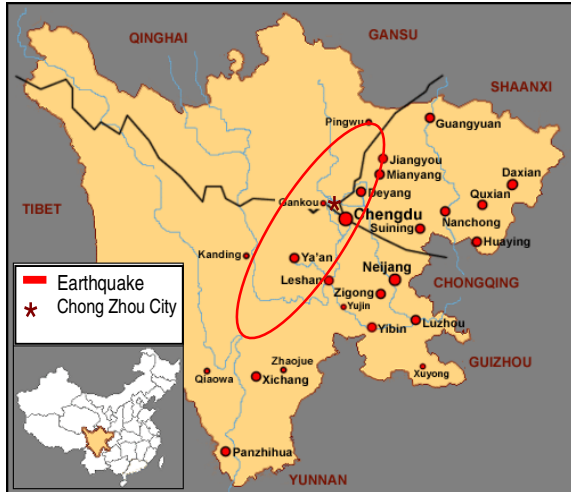 QINGHAI
GANSU
SHAANXI
TIBET
Pingwu
Guangyuan
Jiangyou
Mianyang
Daxian
Deyang
Quxian
Gankou
Chengdu
Nanchong
Suining
Huaying
Kanding
Ya'an
Neijang
CHONGQING
Leshan
Zigong
Yujin
Luzhou
Yibin
GUIZHOU
Earthquake
* Chong Zhou City
Zhaojue
Qiaowa
Xichang
Xuyong
Panzhihua
YUNNAN